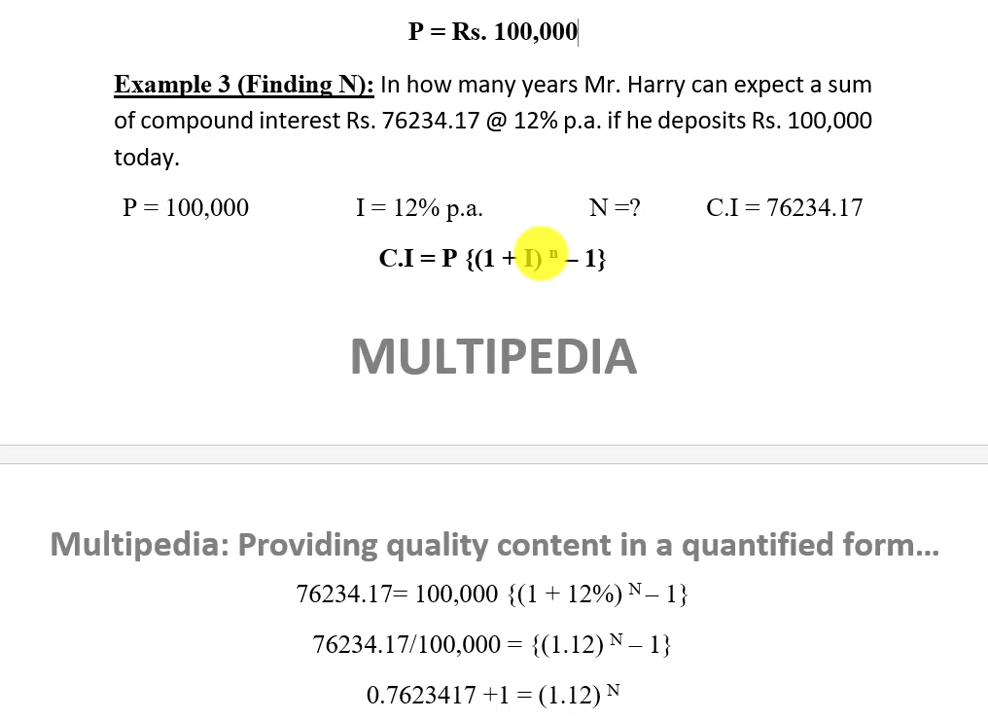 P = Rs. 100,000
Example 3 (Finding N): In how many years Mr. Harry can expect a sum
of compound interest Rs. 76234.17 @ 12% p.a. if he deposits Rs. 100,000
today.
P = 100,000 I = 12% p.a. N =? C.I = 76234.17
C.I = P {(1 + I) ⁿ – 1}
MULTIPEDIA
Multipedia: Providing quality content in a quantified form...
76234.17= 100,000 {(1 + 12%) ᴺ – 1}
76234.17/100,000 = {(1.12) ᴺ – 1}
0.7623417 +1 = (1.12) ᴺ